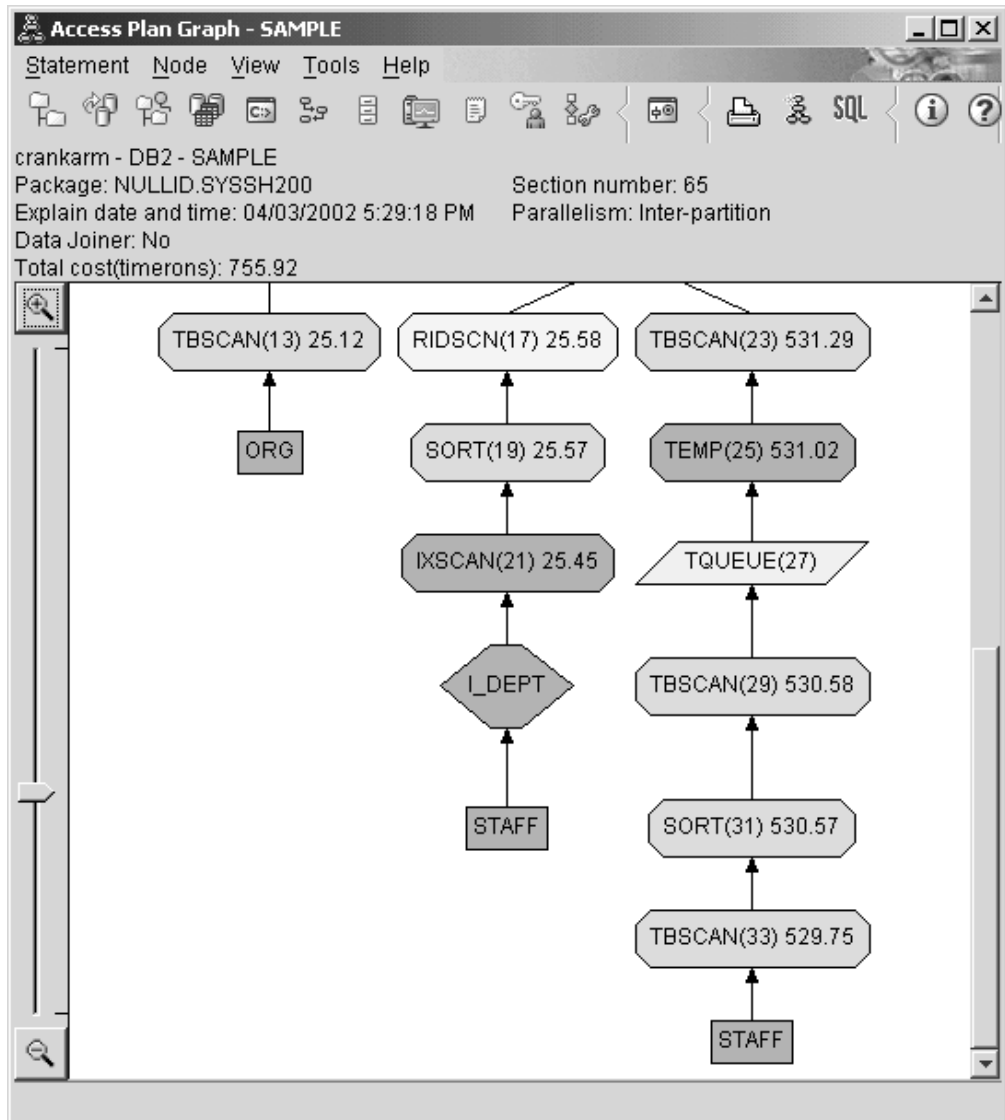 Access Plan Graph - SAMPLE
Statement Node View Tools Help
C:> SQL i ?
crankarm - DB2 - SAMPLE
Package: NULLID.SYSSH200 Section number: 65
Explain date and time: 04/03/2002 5:29:18 PM Parallelism: Inter-partition
Data Joiner: No
Total cost(timerons): 755.92
TBSCAN(13) 25.12 RIDSCN(17) 25.58 TBSCAN(23) 531.29
ORG SORT(19) 25.57 TEMP(25) 531.02
IXSCAN(21) 25.45 TQUEUE(27)
I_DEPT TBSCAN(29) 530.58
STAFF SORT(31) 530.57
TBSCAN(33) 529.75
STAFF